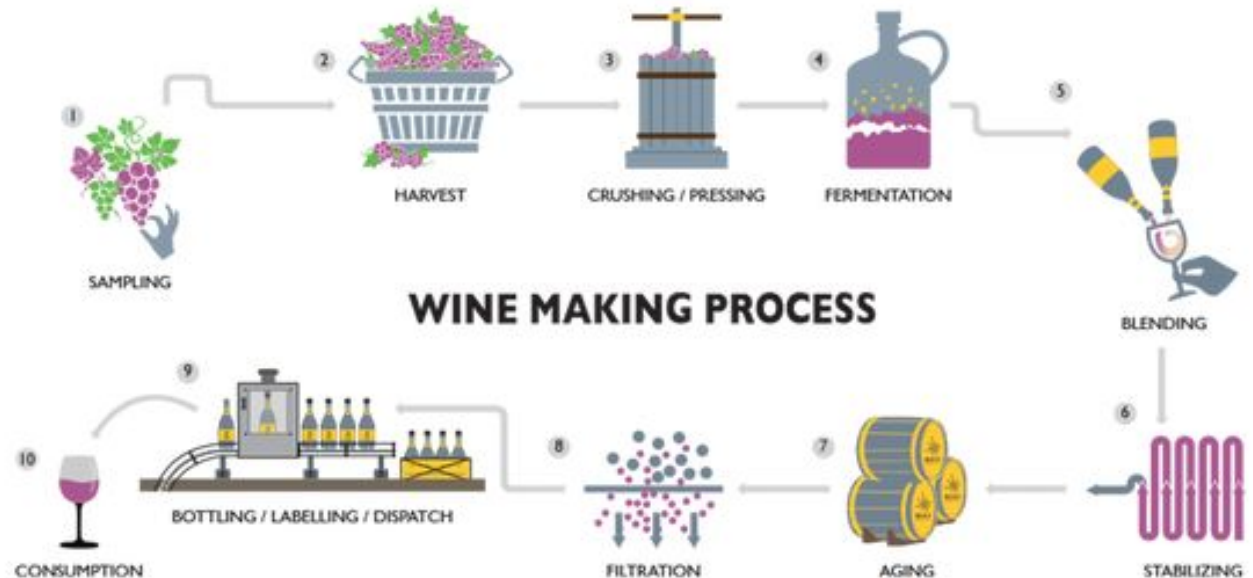 1
SAMPLING
2
HARVEST
3
CRUSHING / PRESSING
4
FERMENTATION
5
BLENDING
WINE MAKING PROCESS
6
STABILIZING
7
AGING
8
FILTRATION
9
BOTTLING / LABELLING / DISPATCH
10
CONSUMPTION